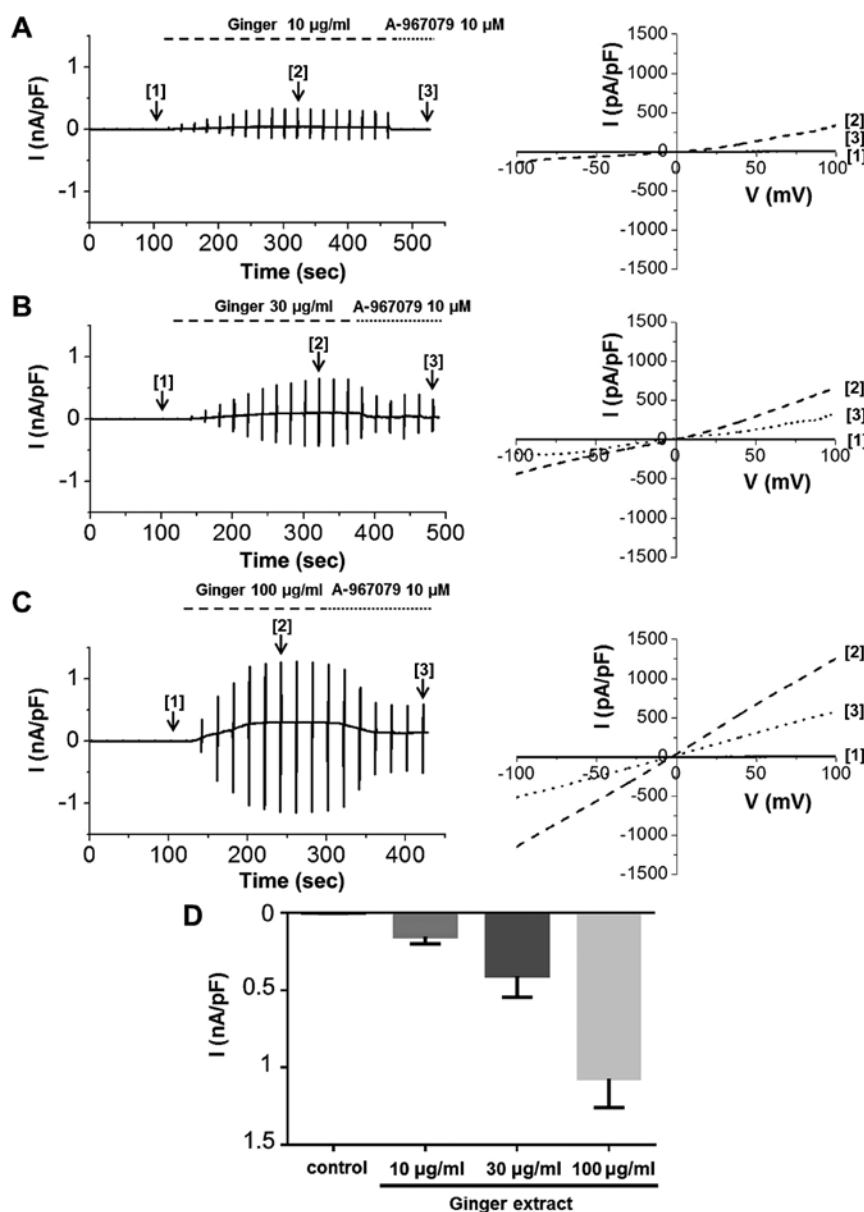 A
Ginger 10 µg/ml A-967079 10 µM
[1] [2] [3]
I (nA/pF)
1
0
-1
0 100 200 300 400 500
Time (sec)
I (pA/pF)
1500
1000
500
0
-500
-1000
-1500
-100 -50 50 100
V (mV)
[2]
[3]
[1]
B
Ginger 30 µg/ml A-967079 10 µM
[1] [2] [3]
I (nA/pF)
1
0
-1
0 100 200 300 400 500
Time (sec)
I (pA/pF)
1500
1000
500
0
-500
-1000
-1500
-100 -50 0 50 100
V (mV)
[2]
[3]
[1]
C
Ginger 100 µg/ml A-967079 10 µM
[1] [2] [3]
I (nA/pF)
1
0
-1
0 100 200 300 400
Time (sec)
I (pA/pF)
1500
1000
500
0
-500
-1000
-1500
-100 -50 0 50 100
V (mV)
[2]
[3]
[1]
D
I (nA/pF)
0
0.5
1
1.5
control 10 µg/ml 30 µg/ml 100 µg/ml
Ginger extract